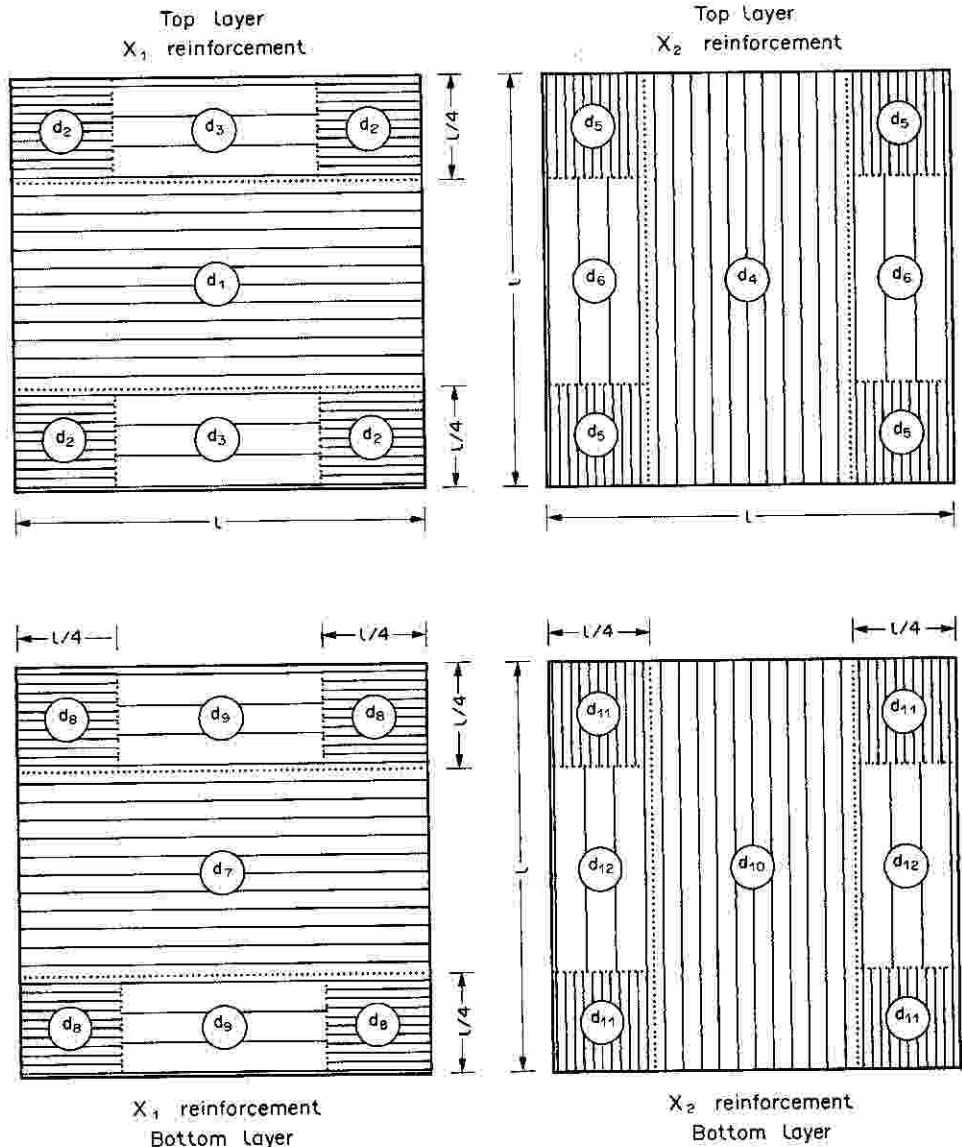 Top layer
X₁ reinforcement
d₂ d₃ d₂
l/4
d₁
d₂ d₃ d₂
l/4
l
Top layer
X₂ reinforcement
d₅ d₅
l
d₆ d₄ d₆
d₅ d₅
l
l/4 l/4
d₈ d₉ d₈
l/4
d₇
d₈ d₉ d₈
l/4
X₁ reinforcement
Bottom layer
l/4 l/4
d₁₁ d₁₁
l
d₁₂ d₁₀ d₁₂
d₁₁ d₁₁
X₂ reinforcement
Bottom layer